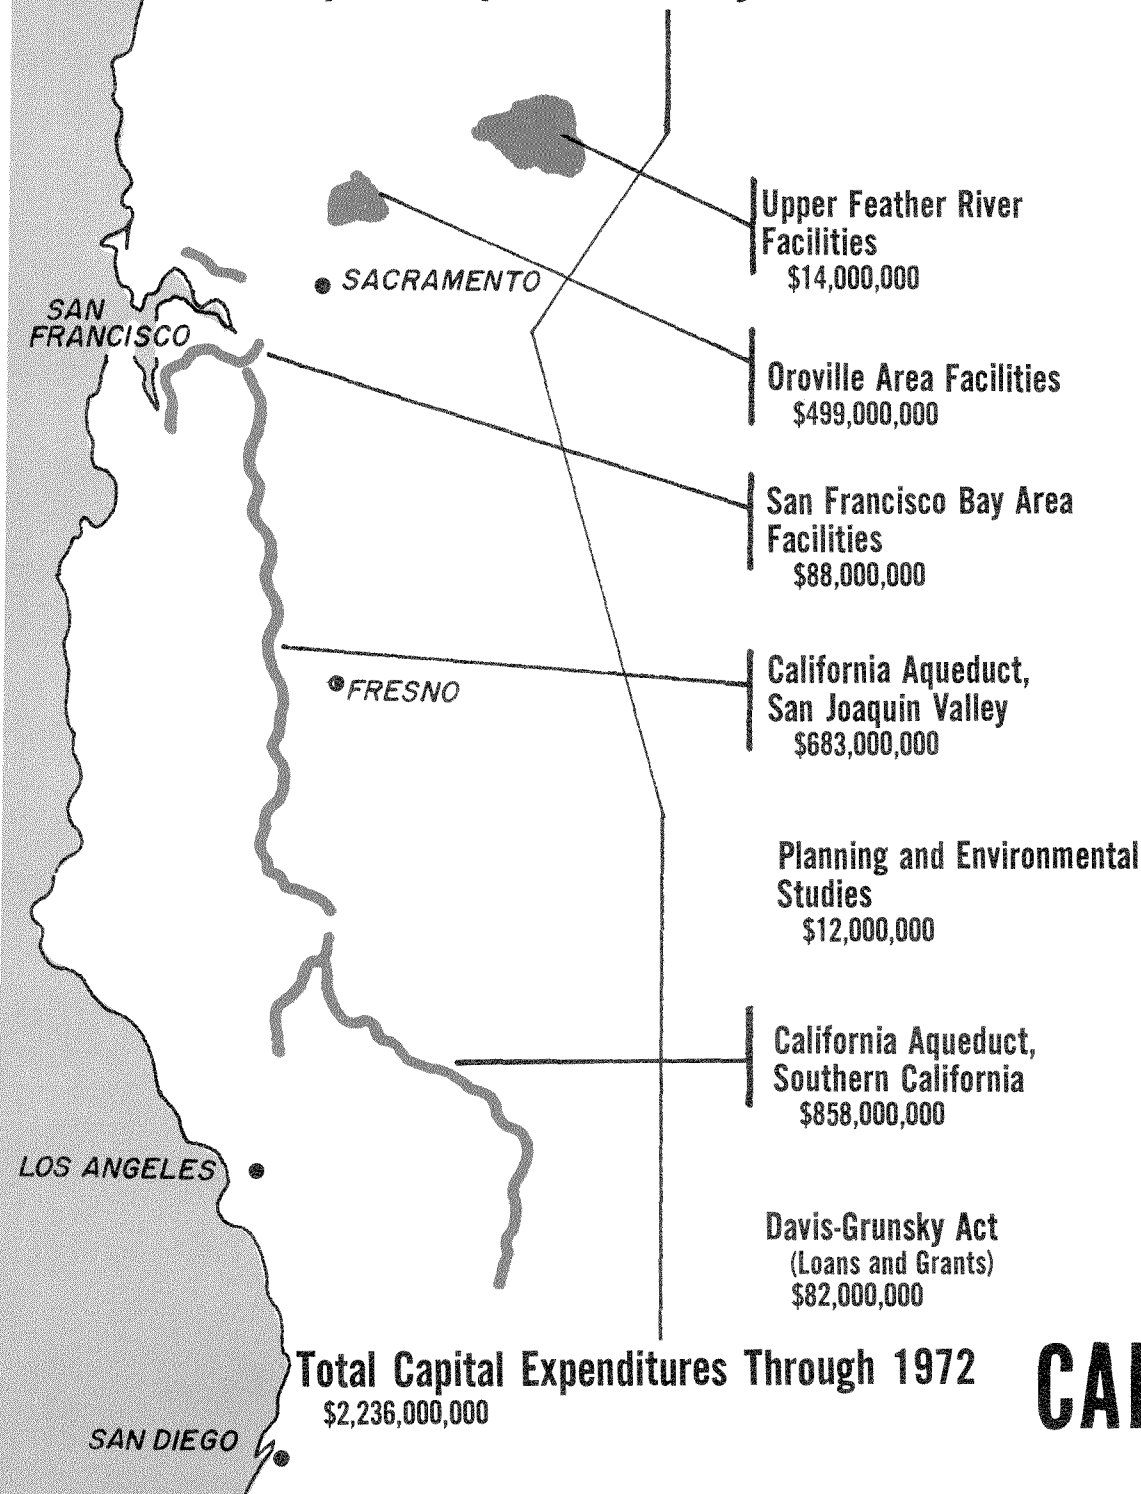 Upper Feather River
Facilities
$14,000,000
SACRAMENTO
SAN
FRANCISCO
Oroville Area Facilities
$499,000,000
San Francisco Bay Area
Facilities
$88,000,000
California Aqueduct,
San Joaquin Valley
$683,000,000
FRESNO
Planning and Environmental
Studies
$12,000,000
California Aqueduct,
Southern California
$858,000,000
LOS ANGELES
Davis-Grunsky Act
(Loans and Grants)
$82,000,000
Total Capital Expenditures Through 1972
$2,236,000,000
SAN DIEGO